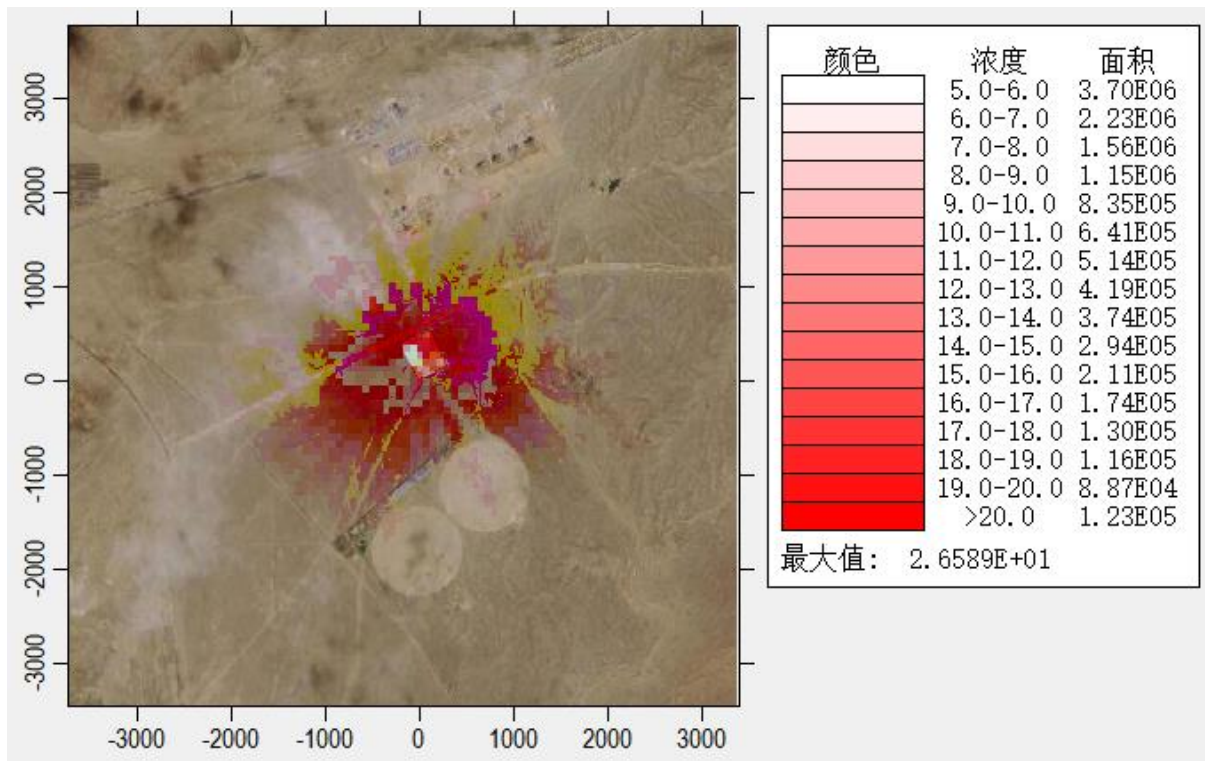 3000
2000
1000
0
-1000
-2000
-3000
-3000 -2000 -1000 0 1000 2000 3000
颜色 浓度 面积
5.0-6.0 3.70E06
6.0-7.0 2.23E06
7.0-8.0 1.56E06
8.0-9.0 1.15E06
9.0-10.0 8.35E05
10.0-11.0 6.41E05
11.0-12.0 5.14E05
12.0-13.0 4.19E05
13.0-14.0 3.74E05
14.0-15.0 2.94E05
15.0-16.0 2.11E05
16.0-17.0 1.74E05
17.0-18.0 1.30E05
18.0-19.0 1.16E05
19.0-20.0 8.87E04
>20.0 1.23E05
最大值: 2.6589E+01